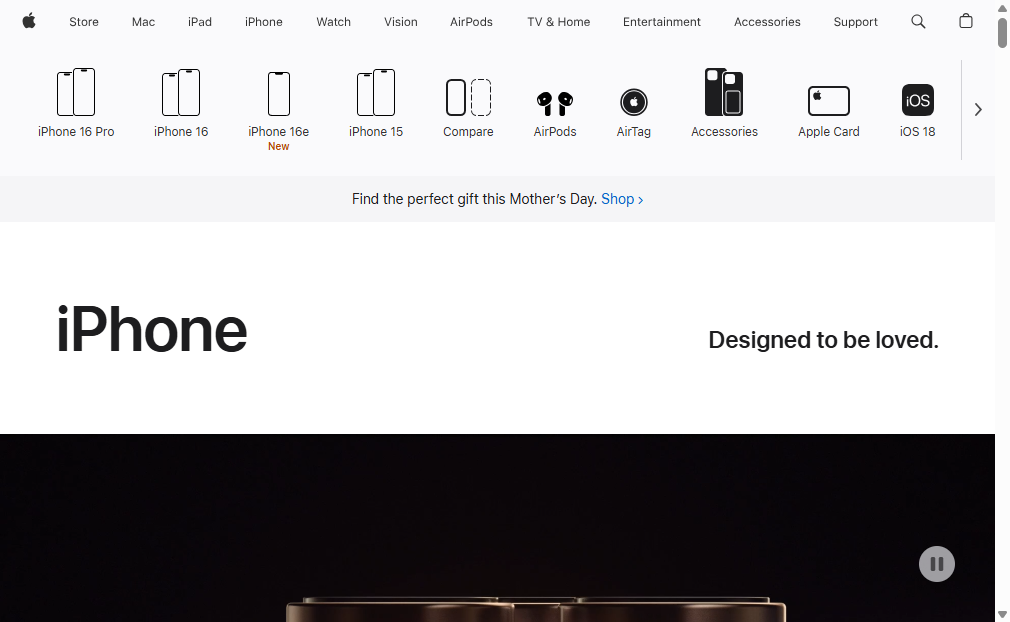 Store Mac iPad iPhone Watch Vision AirPods TV & Home Entertainment Accessories Support
iPhone 16 Pro iPhone 16 iPhone 16e iPhone 15 Compare AirPods AirTag Accessories Apple Card iOS iOS 18
New
Find the perfect gift this Mother’s Day. Shop ›
iPhone
Designed to be loved.